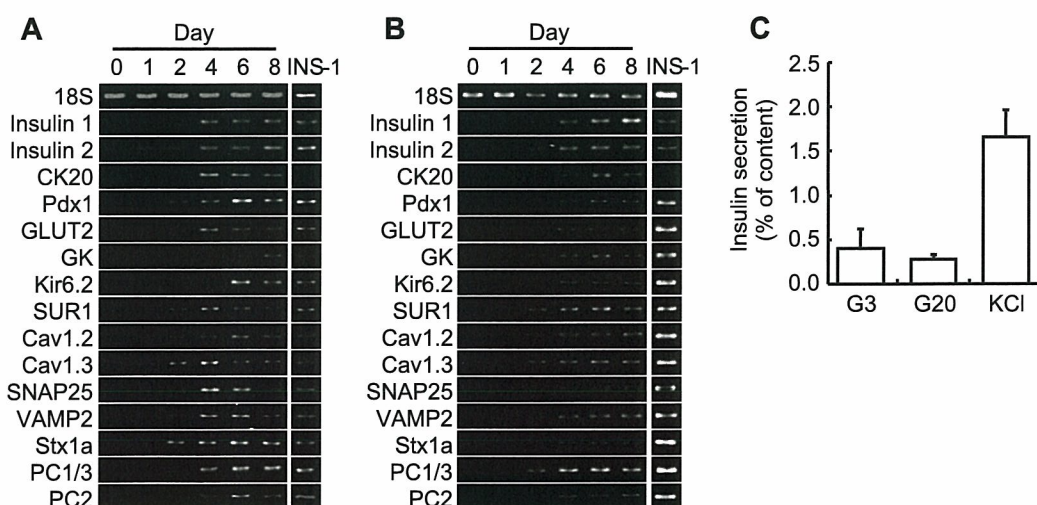 A
Day
0 1 2 4 6 8 INS-1
18S
Insulin 1
Insulin 2
CK20
Pdx1
GLUT2
GK
Kir6.2
SUR1
Cav1.2
Cav1.3
SNAP25
VAMP2
Stx1a
PC1/3
PC2
B
Day
0 1 2 4 6 8 INS-1
18S
Insulin 1
Insulin 2
CK20
Pdx1
GLUT2
GK
Kir6.2
SUR1
Cav1.2
Cav1.3
SNAP25
VAMP2
Stx1a
PC1/3
PC2
C
Insulin secretion
(% of content)
2.5
2.0
1.5
1.0
0.5
0.0
G3 G20 KCl